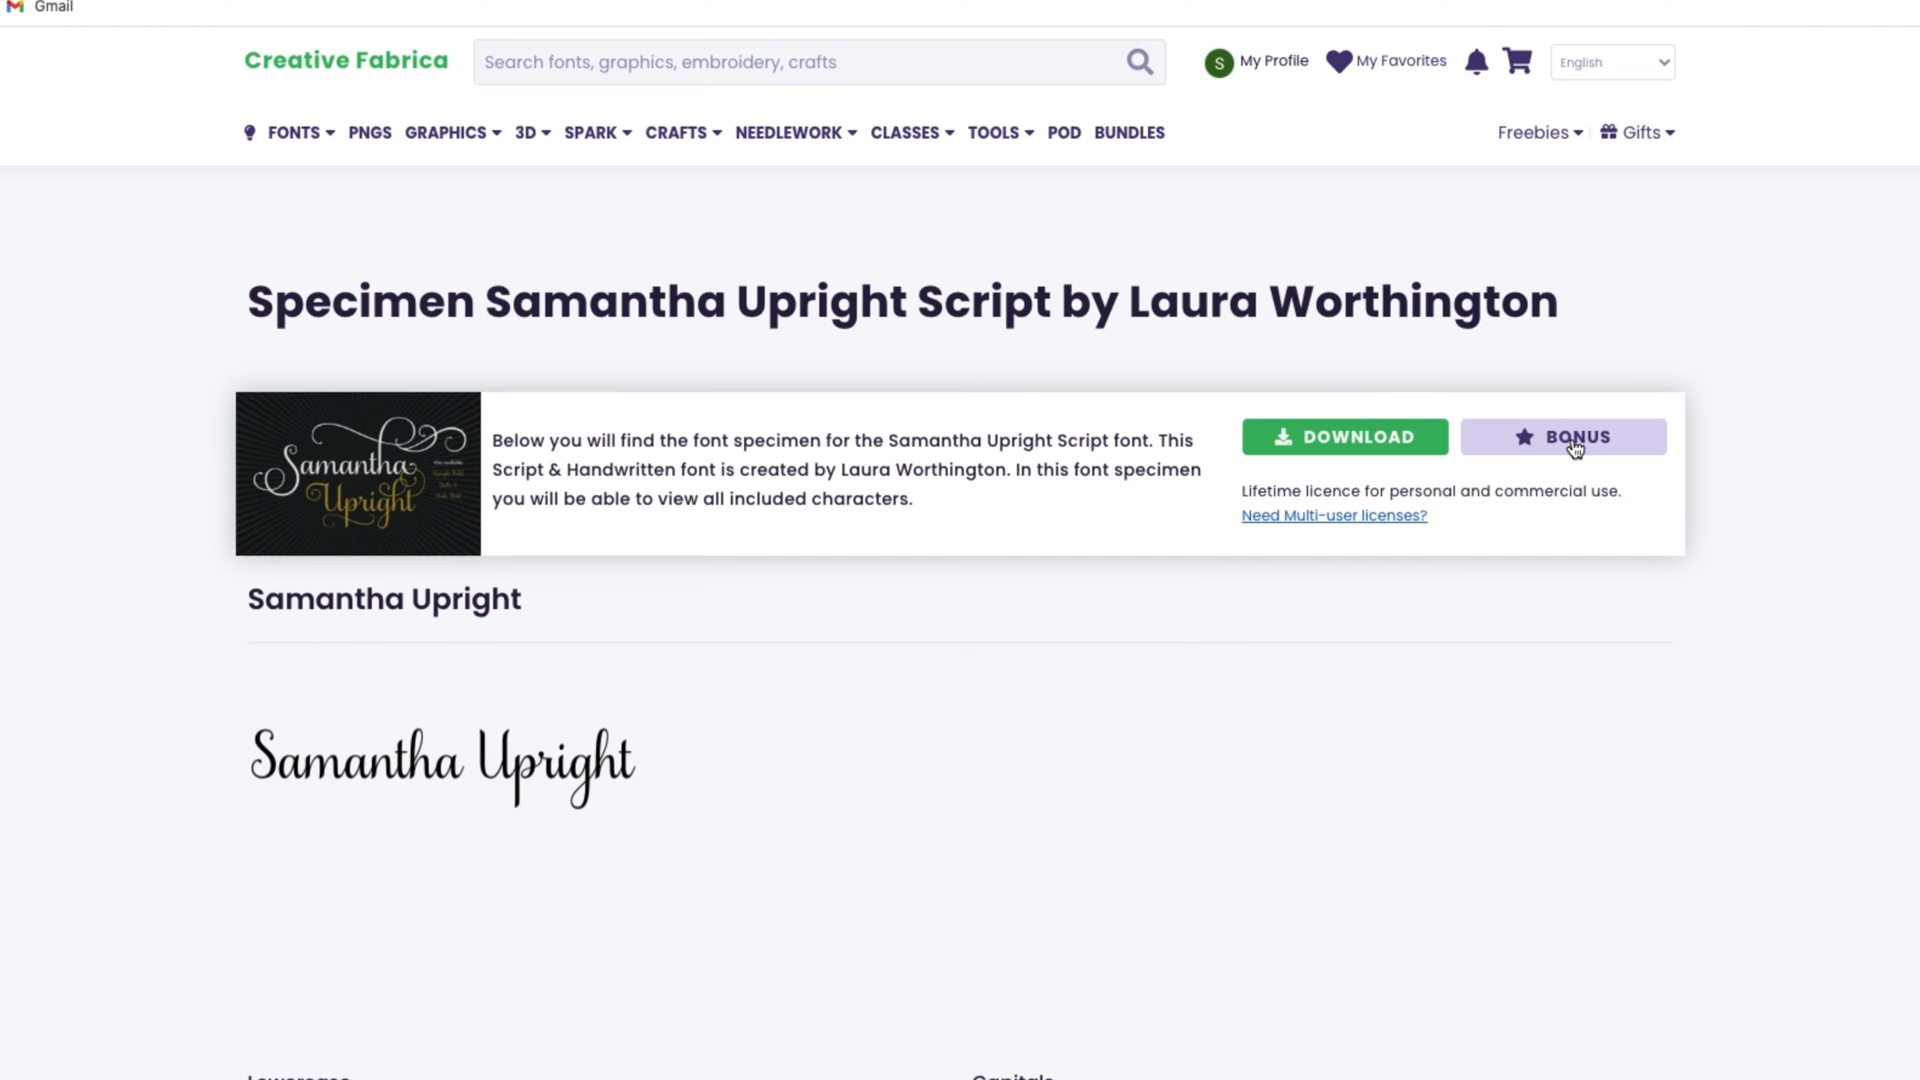 Gmail
Creative Fabrica
Search fonts, graphics, embroidery, crafts
S My Profile My Favorites English
FONTS PNGS GRAPHICS 3D SPARK CRAFTS NEEDLEWORK CLASSES TOOLS POD BUNDLES Freebies Gifts
Specimen Samantha Upright Script by Laura Worthington
Samantha
Upright
Below you will find the font specimen for the Samantha Upright Script font. This
Script & Handwritten font is created by Laura Worthington. In this font specimen
you will be able to view all included characters.
DOWNLOAD BONUS
Lifetime licence for personal and commercial use.
Need Multi-user licenses?
Samantha Upright
Samantha Upright
Lowercase Capitals